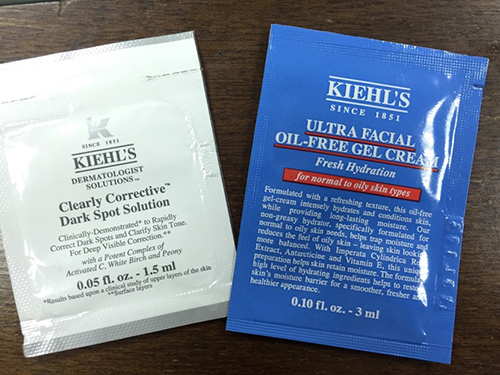 K
SINCE 1851
KIEHL'S
DERMATOLOGIST
SOLUTIONS™
Clearly Corrective™
Dark Spot Solution
Clinically-Demonstrated* to Rapidly
Correct Dark Spots and Clarify Skin Tone.
For Deep Visible Correction.**
with a Potent Complex of
Activated C, White Birch and Peony
0.05 fl. oz. - 1.5 ml
*Results based upon a clinical study of upper layers of the skin.
**Surface layers
KIEHL'S
SINCE 1851
ULTRA FACIAL
OIL-FREE GEL CREAM
Fresh Hydration
for normal to oily skin types
Formulated with a refreshing texture, this oil-free
gel-cream intensely hydrates and conditions skin,
while providing long-lasting moisture. Our
non-greasy hydrator, specifically formulated for
normal to oily skin tones, helps trap moisture and
reduces the feel of oily skin – leaving skin looking
more balanced. With Imperata Cylindrica Root
Extract, Antarcticine and Vitamin E, this unique
preparation helps skin retain moisture. The formula's
high level of hydrating ingredients helps to restore
skin's moisture barrier for a smoother, fresher and
healthier appearance.
0.10 fl. oz. - 3 ml